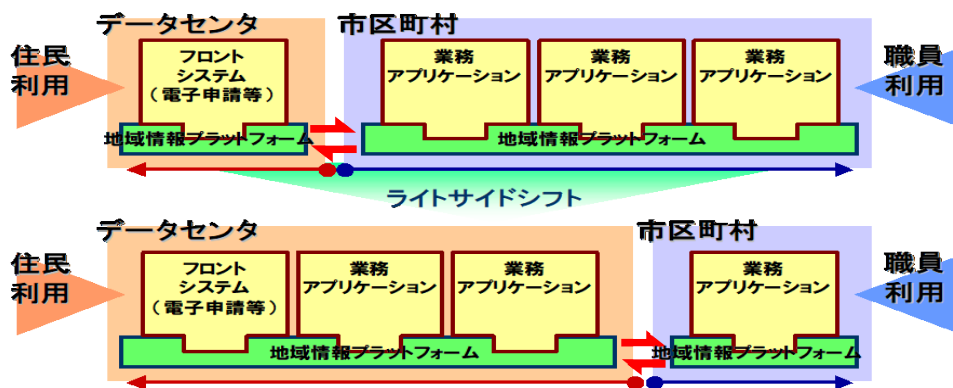 データセンタ
市区町村
住民
利用
フロント
システム
（電子申請等）
業務
アプリケーション
業務
アプリケーション
業務
アプリケーション
職員
利用
地域情報プラットフォーム
地域情報プラットフォーム
ライトサイドシフト
データセンタ
市区町村
住民
利用
フロント
システム
（電子申請等）
業務
アプリケーション
業務
アプリケーション
業務
アプリケーション
職員
利用
地域情報プラットフォーム
地域情報プラットフォーム